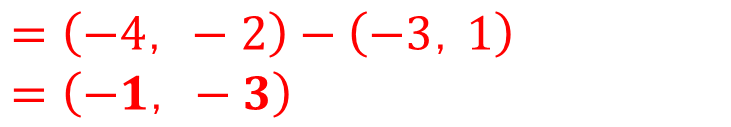 = (−4, − 2) − (−3, 1)
= (−1, − 3)